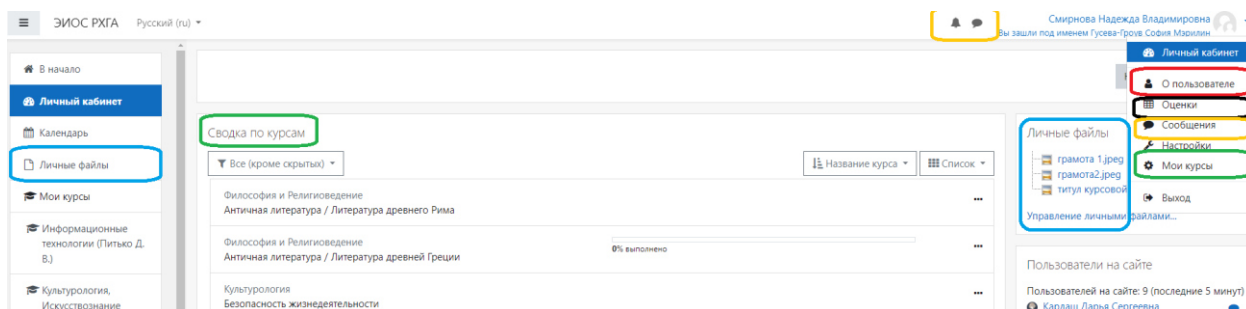 ЭИОС РХГА Русский (ru)
Смирнова Надежда Владимировна
Вы зашли под именем Гусева-Гроув София Мэрилин
В начало
Личный кабинет
Календарь
Личные файлы
Мои курсы
Информационные
технологии (Питько Д.
В.)
Культурология,
Искусствознание
Сводка по курсам
Все (кроме скрытых)
Название курса
Список
Философия и Религиоведение
Античная литература / Литература древнего Рима
Философия и Религиоведение
Античная литература / Литература древней Греции
0% выполнено
Культурология
Безопасность жизнедеятельности
Личный кабинет
О пользователе
Оценки
Сообщения
Настройки
Мои курсы
Выход
Личные файлы
грамота 1.jpeg
грамота2.jpeg
титул курсовой
Управление личными файлами...
Пользователи на сайте
Пользователей на сайте: 9 (последние 5 минут)
Карлаш Дарья Сергеевна